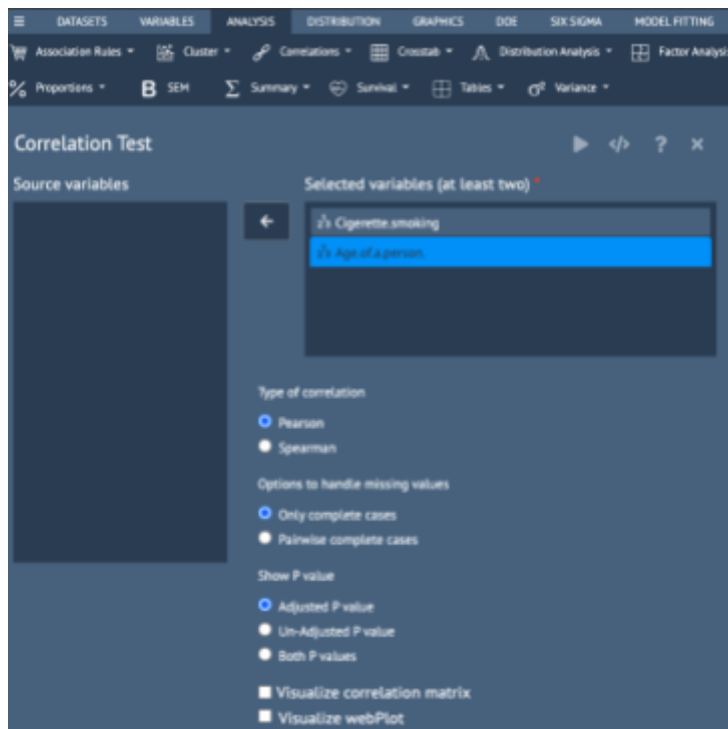 DATASETS VARIABLES ANALYSIS DISTRIBUTION GRAPHICS DOE SIX SIGMA MODEL FITTING
Association Rules Cluster Correlations Crosstab Distribution Analysis Factor Analysi
% Proportions B SEM Σ Summary Survival Tables σ² Variance
Correlation Test </> ? ×
Source variables Selected variables (at least two) *
Cigerette.smoking
Age.of.a.person.
Type of correlation
Pearson
Spearman
Options to handle missing values
Only complete cases
Pairwise complete cases
Show P value
Adjusted P value
Un-Adjusted P value
Both P values
Visualize correlation matrix
Visualize webPlot